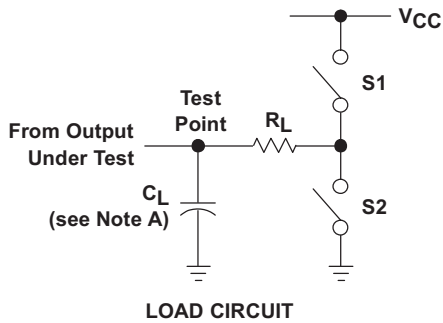 VCC
S1
Test
Point
RL
From Output
Under Test
CL
(see Note A)
S2
LOAD CIRCUIT